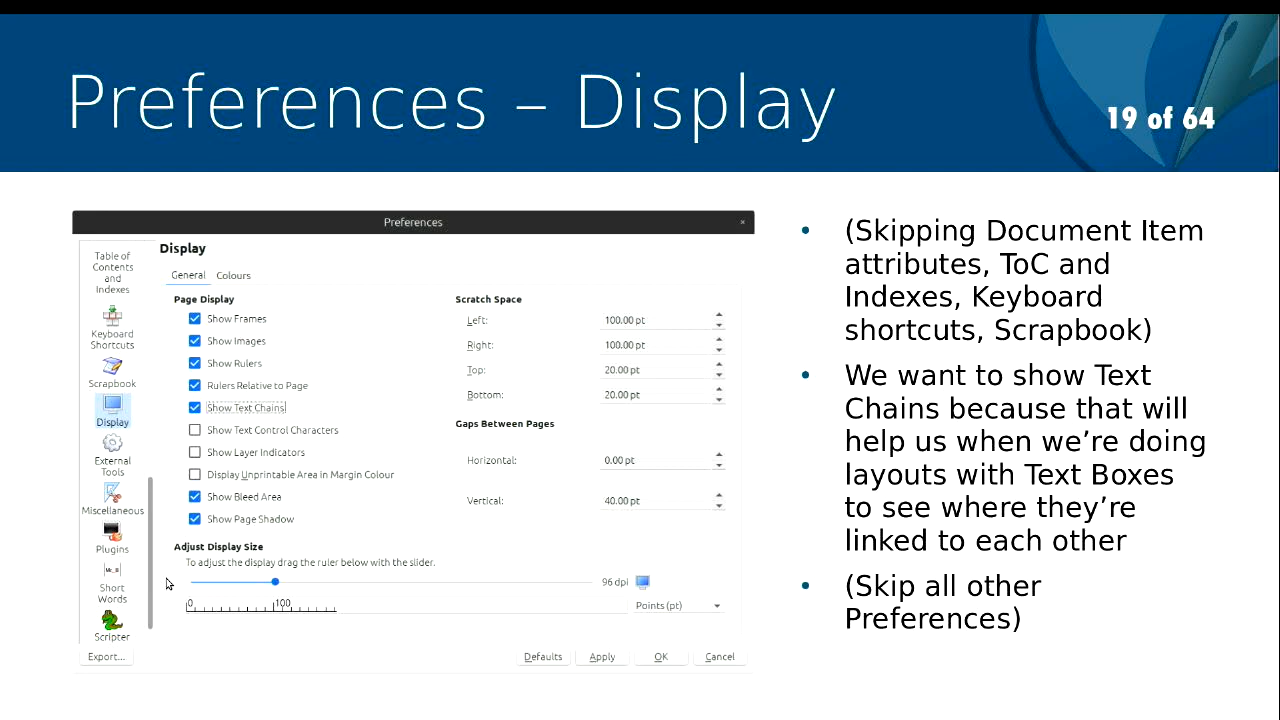 Preferences – Display
19 of 64
Preferences
×
Table of
Contents
and
Indexes
Keyboard
Shortcuts
Scrapbook
Display
External
Tools
Miscellaneous
Plugins
Short
Words
Scripter
Export...
Display
General Colours
Page Display
Show Frames
Show Images
Show Rulers
Rulers Relative to Page
Show Text Chains
Show Text Control Characters
Show Layer Indicators
Display Unprintable Area in Margin Colour
Show Bleed Area
Show Page Shadow
Scratch Space
Left: 100.00 pt
Right: 100.00 pt
Top: 20.00 pt
Bottom: 20.00 pt
Gaps Between Pages
Horizontal: 0.00 pt
Vertical: 40.00 pt
Adjust Display Size
To adjust the display drag the ruler below with the slider.
96 dpi
0 100
Points (pt)
Defaults Apply OK Cancel
• (Skipping Document Item
attributes, ToC and
Indexes, Keyboard
shortcuts, Scrapbook)
• We want to show Text
Chains because that will
help us when we’re doing
layouts with Text Boxes
to see where they’re
linked to each other
• (Skip all other
Preferences)